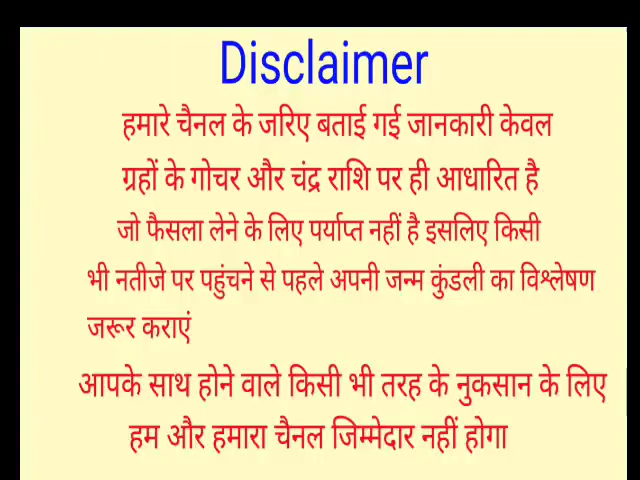 Disclaimer
हमारे चैनल के जरिए बताई गई जानकारी केवल
ग्रहों के गोचर और चंद्र राशि पर ही आधारित है
जो फैसला लेने के लिए पर्याप्त नहीं है इसलिए किसी
भी नतीजे पर पहुंचने से पहले अपनी जन्म कुंडली का विश्लेषण
जरूर कराएं
आपके साथ होने वाले किसी भी तरह के नुकसान के लिए
हम और हमारा चैनल जिम्मेदार नहीं होगा